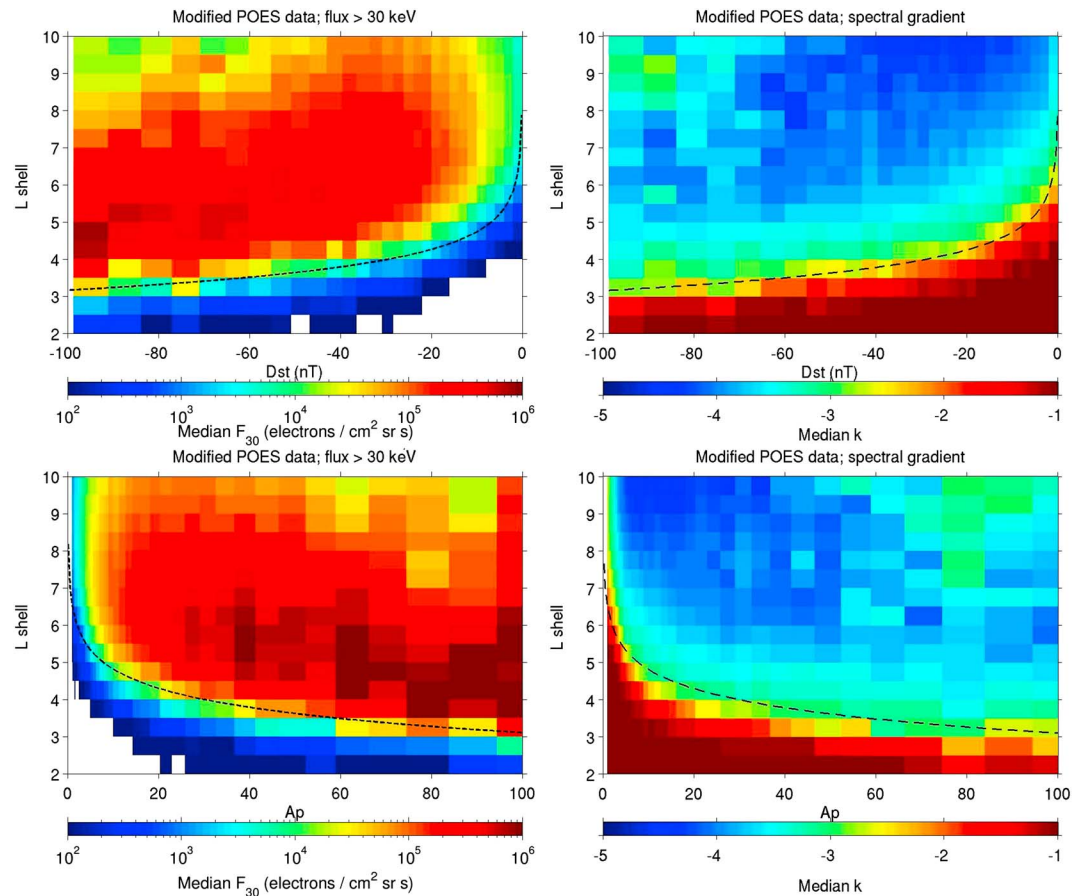 Modified POES data; flux > 30 keV
Modified POES data; spectral gradient
10
9
8
7
6
5
4
3
2
L shell
-100 -80 -60 -40 -20 0
Dst (nT)
10
9
8
7
6
5
4
3
2
L shell
-100 -80 -60 -40 -20 0
Dst (nT)
10² 10³ 10⁴ 10⁵ 10⁶
Median F₃₀ (electrons / cm² sr s)
-5 -4 -3 -2 -1
Median k
Modified POES data; flux > 30 keV
Modified POES data; spectral gradient
10
9
8
7
6
5
4
3
2
L shell
0 20 40 60 80 100
Ap
10
9
8
7
6
5
4
3
2
L shell
0 20 40 60 80 100
Ap
10² 10³ 10⁴ 10⁵ 10⁶
Median F₃₀ (electrons / cm² sr s)
-5 -4 -3 -2 -1
Median k